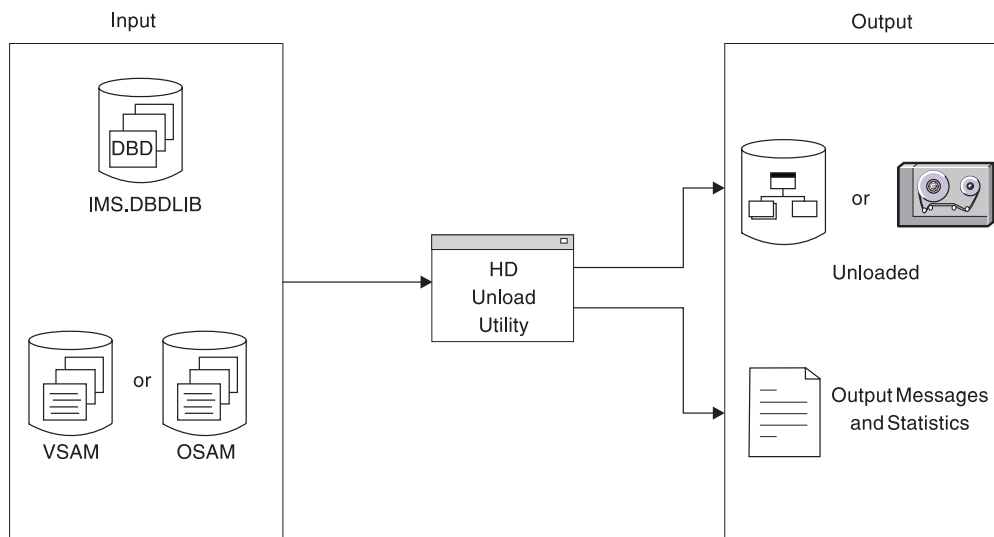 Input
DBD
IMS.DBDLIB
or
VSAM
OSAM
HD
Unload
Utility
Output
or
Unloaded
Output Messages
and Statistics